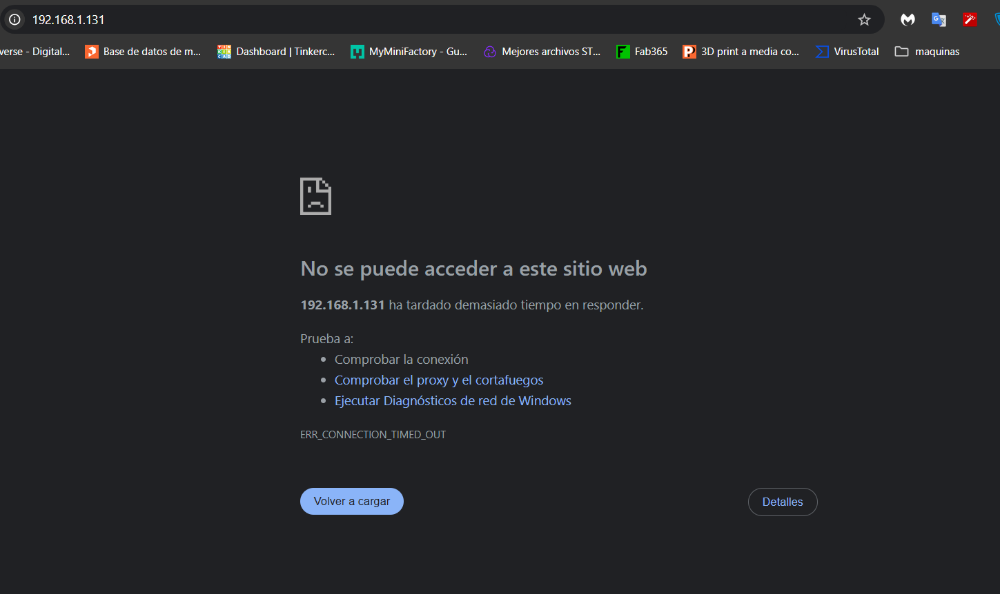 192.168.1.131
verse - Digital... Base de datos de m... Dashboard | Tinkerc... MyMiniFactory - Gu... Mejores archivos ST... Fab365 3D print a media co... VirusTotal maquinas
No se puede acceder a este sitio web
192.168.1.131 ha tardado demasiado tiempo en responder.
Prueba a:
Comprobar la conexión
Comprobar el proxy y el cortafuegos
Ejecutar Diagnósticos de red de Windows
ERR_CONNECTION_TIMED_OUT
Volver a cargar Detalles